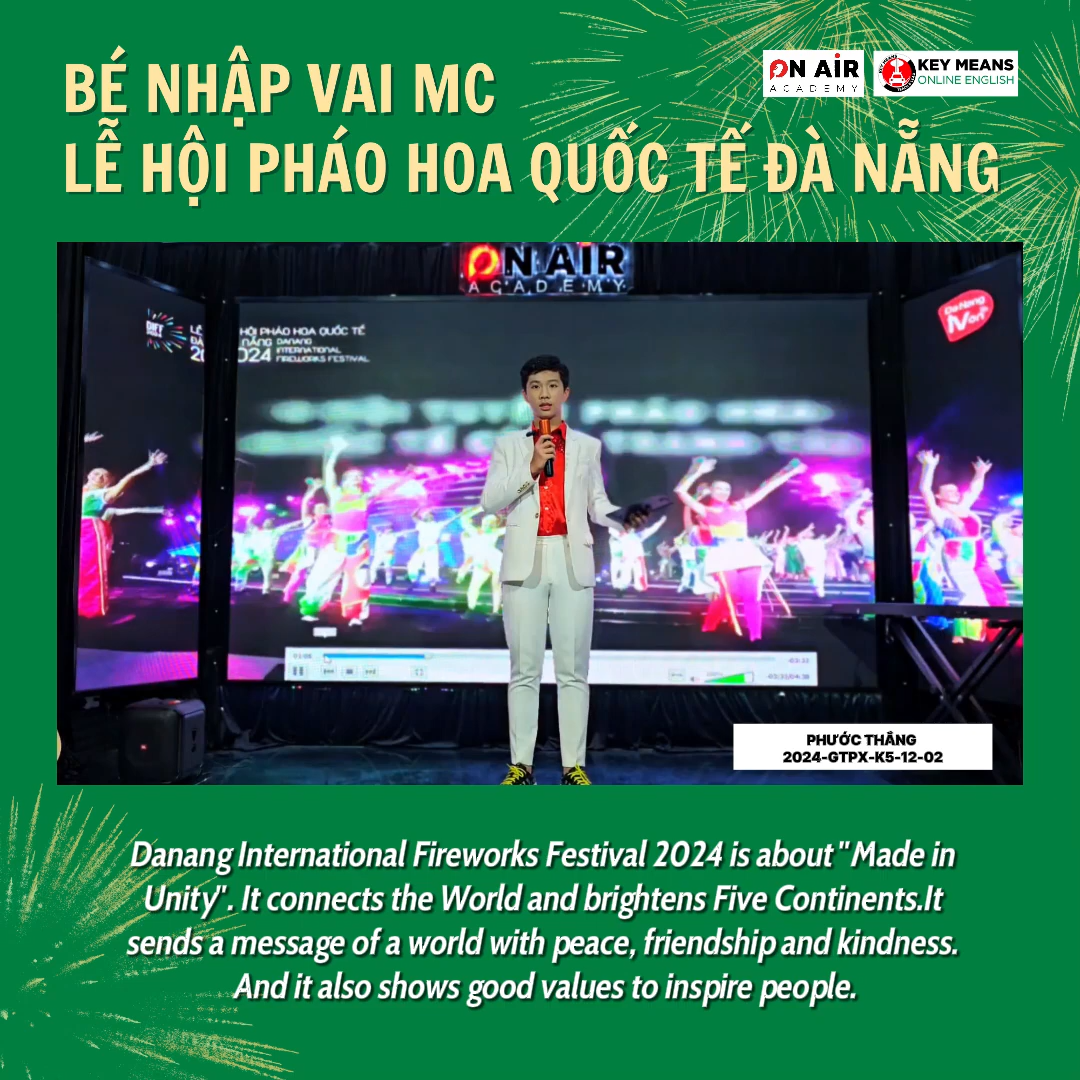 BÉ NHẬP VAI MC
LỄ HỘI PHÁO HOA QUỐC TẾ ĐÀ NẴNG
ON AIR
ACADEMY
KEY MEANS
ONLINE ENGLISH
ON AIR
ACADEMY
HỘI PHÁO HOA QUỐC TẾ
NẴNG DANANG
INTERNATIONAL
FIREWORKS FESTIVAL
2024
PHƯỚC THẮNG
2024-GTPX-K5-12-02
Danang International Fireworks Festival 2024 is about "Made in
Unity". It connects the World and brightens Five Continents.It
sends a message of a world with peace, friendship and kindness.
And it also shows good values to inspire people.